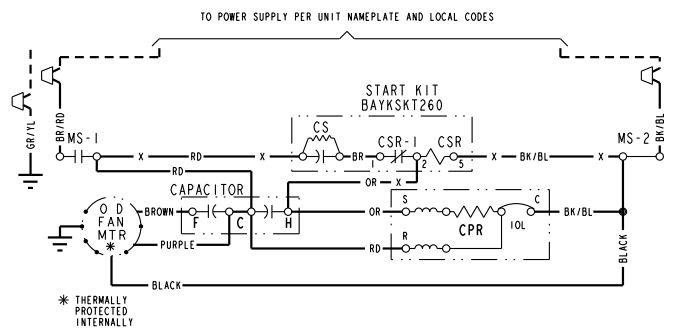 TO POWER SUPPLY PER UNIT NAMEPLATE AND LOCAL CODES
GR/YL
BR/RD
BK/BL
START KIT
BAYKSKT260
CS
MS-1
CSR-1
CSR
MS-2
X
RD
X
BR
1
2
5
X
BK/BL
X
RD
OR
X
CAPACITOR
O D
FAN
MTR
*
BROWN
F
C
H
OR
S
C
BK/BL
CPR
IOL
PURPLE
RD
R
BLACK
BLACK
* THERMALLY
PROTECTED
INTERNALLY